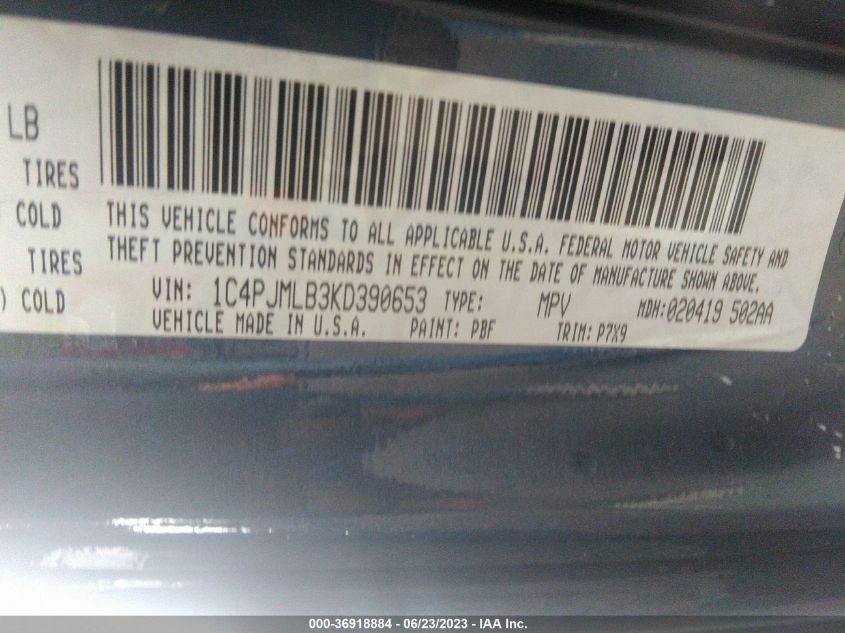 LB
TIRES
COLD
TIRES
) COLD
THIS VEHICLE CONFORMS TO ALL APPLICABLE U.S.A. FEDERAL MOTOR VEHICLE SAFETY AND
THEFT PREVENTION STANDARDS IN EFFECT ON THE DATE OF MANUFACTURE SHOWN ABOVE.
VIN: 1C4PJMLB3KD390653 TYPE: MPV MDH:020419 502AA
VEHICLE MADE IN U.S.A. PAINT: PBF TRIM: P7X9
000-36918884 - 06/23/2023 - IAA Inc.